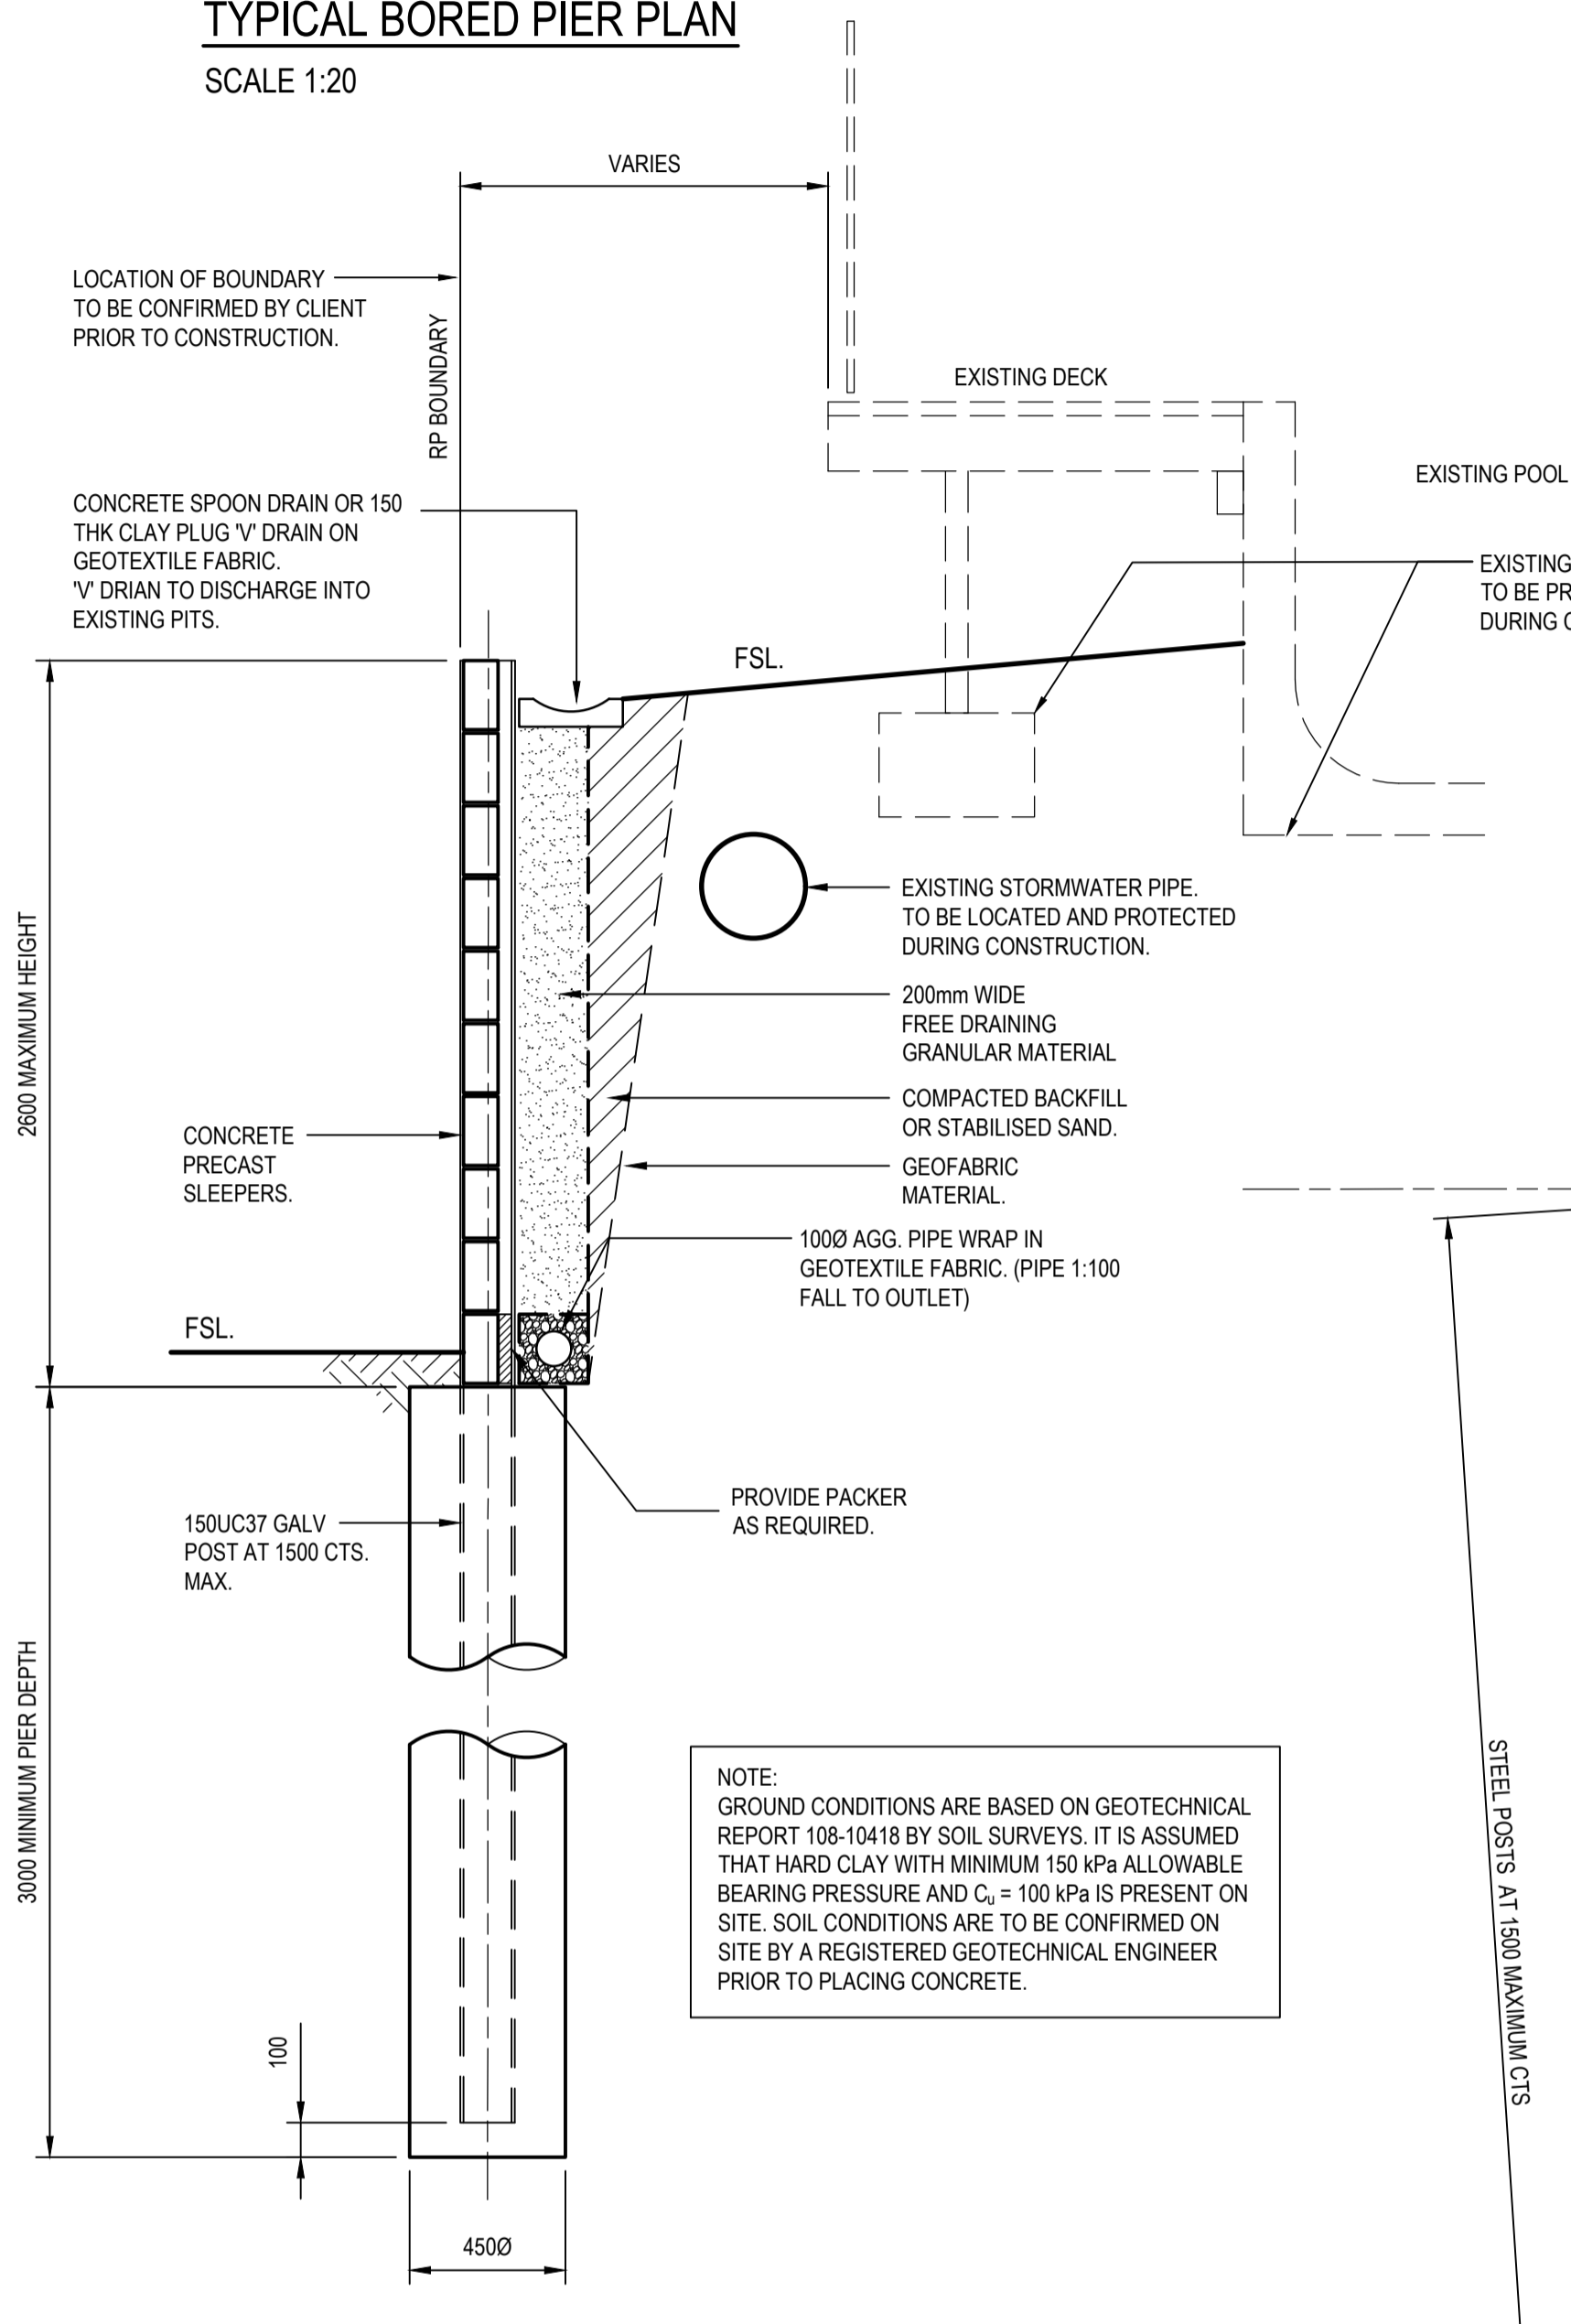 TYPICAL BORED PIER PLAN
SCALE 1:20
VARIES
LOCATION OF BOUNDARY
TO BE CONFIRMED BY CLIENT
PRIOR TO CONSTRUCTION.
RP BOUNDARY
EXISTING DECK
EXISTING POOL
CONCRETE SPOON DRAIN OR 150
THK CLAY PLUG 'V' DRAIN ON
GEOTEXTILE FABRIC.
'V' DRIAN TO DISCHARGE INTO
EXISTING PITS.
EXISTING
TO BE PR
DURING C
FSL.
EXISTING STORMWATER PIPE.
TO BE LOCATED AND PROTECTED
DURING CONSTRUCTION.
200mm WIDE
FREE DRAINING
GRANULAR MATERIAL
COMPACTED BACKFILL
OR STABILISED SAND.
GEOFABRIC
MATERIAL.
100Ø AGG. PIPE WRAP IN
GEOTEXTILE FABRIC. (PIPE 1:100
FALL TO OUTLET)
2600 MAXIMUM HEIGHT
CONCRETE
PRECAST
SLEEPERS.
FSL.
PROVIDE PACKER
AS REQUIRED.
150UC37 GALV
POST AT 1500 CTS.
MAX.
3000 MINIMUM PIER DEPTH
NOTE:
GROUND CONDITIONS ARE BASED ON GEOTECHNICAL
REPORT 108-10418 BY SOIL SURVEYS. IT IS ASSUMED
THAT HARD CLAY WITH MINIMUM 150 kPa ALLOWABLE
BEARING PRESSURE AND Cu = 100 kPa IS PRESENT ON
SITE. SOIL CONDITIONS ARE TO BE CONFIRMED ON
SITE BY A REGISTERED GEOTECHNICAL ENGINEER
PRIOR TO PLACING CONCRETE.
STEEL POSTS AT 1500 MAXIMUM CTS
100
450Ø